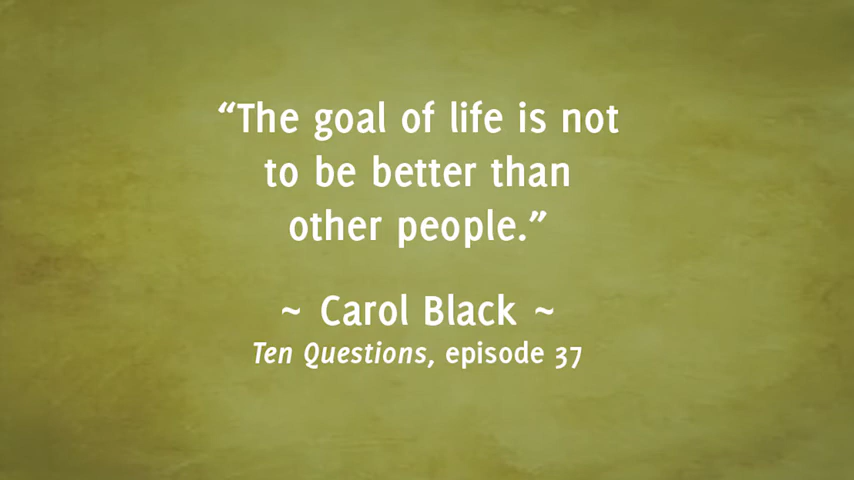 “The goal of life is not
to be better than
other people.”
~ Carol Black ~
Ten Questions, episode 37